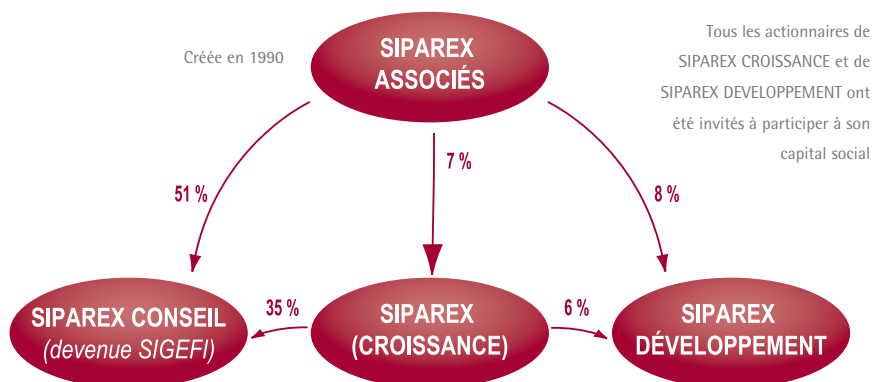 Créée en 1990
SIPAREX
ASSOCIÉS
Tous les actionnaires de
SIPAREX CROISSANCE et de
SIPAREX DEVELOPPEMENT ont
été invités à participer à son
capital social
51 %
7 %
8 %
SIPAREX CONSEIL
(devenue SIGEFI)
35 %
SIPAREX
(CROISSANCE)
6 %
SIPAREX
DÉVELOPPEMENT